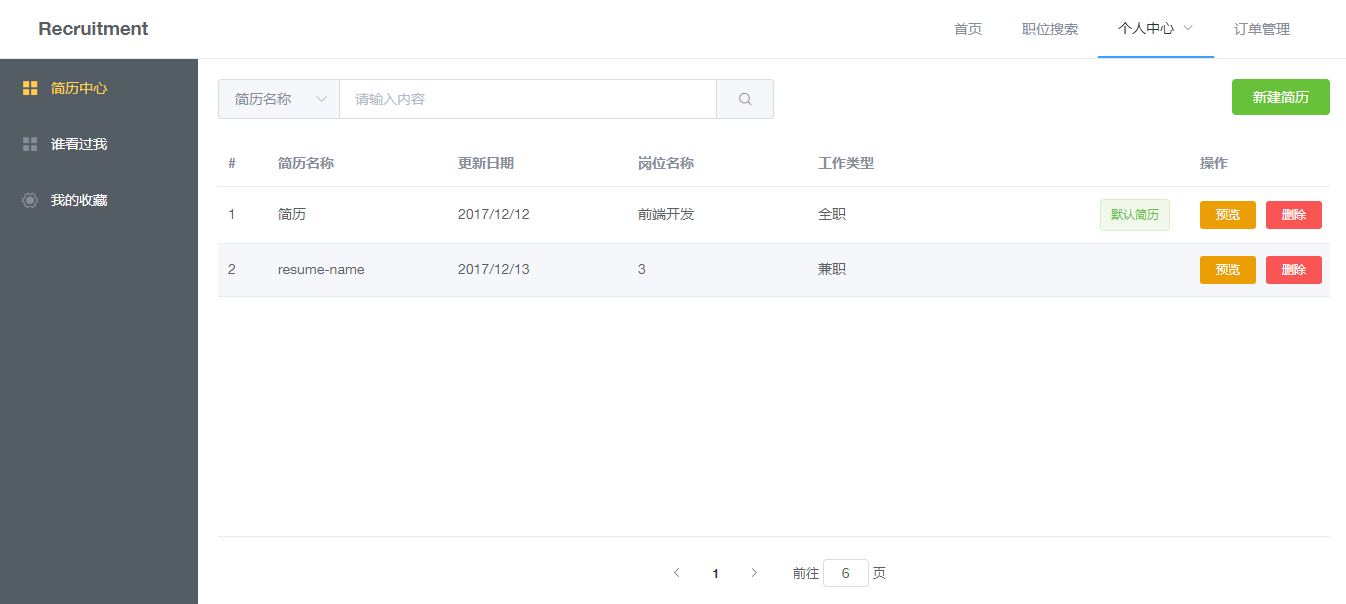 Recruitment
首页 职位搜索 个人中心 订单管理
简历中心
谁看过我
我的收藏
简历名称 请输入内容 新建简历
# 简历名称 更新日期 岗位名称 工作类型 操作
1 简历 2017/12/12 前端开发 全职 默认简历 预览 删除
2 resume-name 2017/12/13 3 兼职 预览 删除
1 前往 6 页